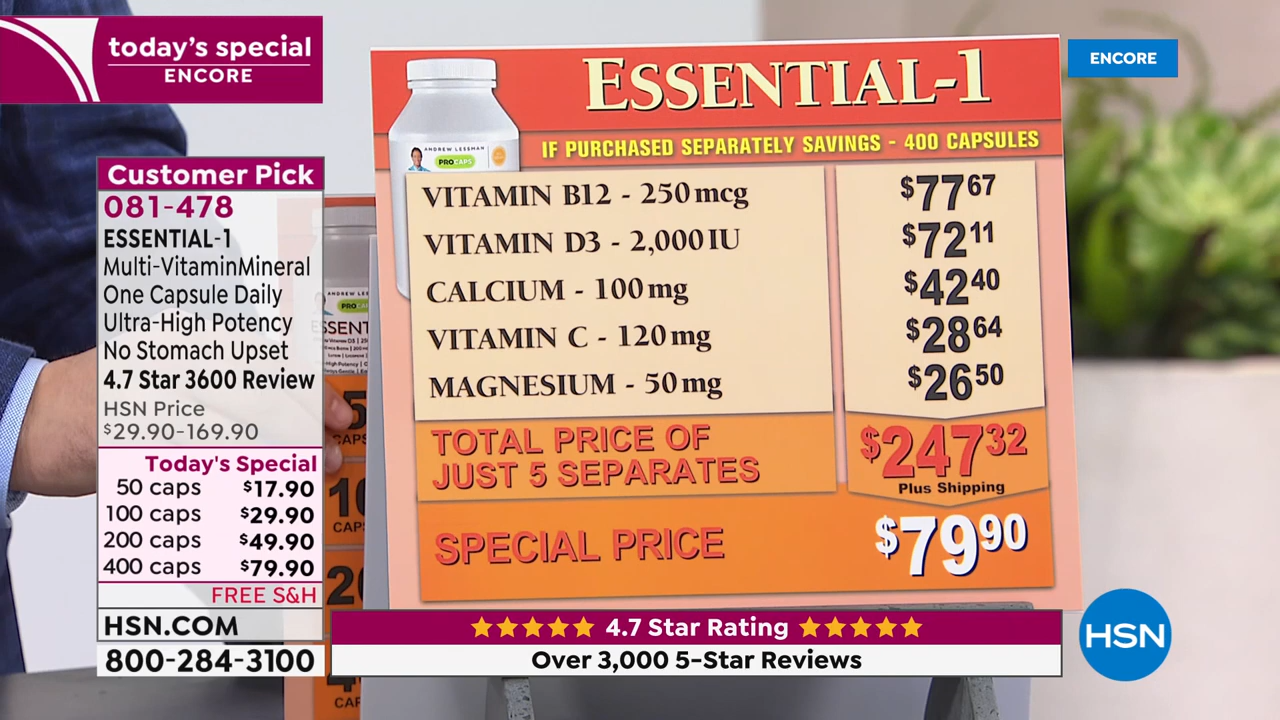 today's special
ENCORE
ENCORE
Customer Pick
081-478
ESSENTIAL-1
Multi-VitaminMineral
One Capsule Daily
Ultra-High Potency
No Stomach Upset
4.7 Star 3600 Review
HSN Price
$29.90-169.90
Today's Special
50 caps $17.90
100 caps $29.90
200 caps $49.90
400 caps $79.90
FREE S&H
HSN.COM
800-284-3100
ESSENTIAL-1
IF PURCHASED SEPARATELY SAVINGS - 400 CAPSULES
ANDREW LESSMAN
PROCAPS
VITAMIN B12 - 250 mcg $77.67
VITAMIN D3 - 2,000 IU $72.11
CALCIUM - 100 mg $42.40
VITAMIN C - 120 mg $28.64
MAGNESIUM - 50 mg $26.50
TOTAL PRICE OF
JUST 5 SEPARATES
$247.32
Plus Shipping
SPECIAL PRICE $79.90
4.7 Star Rating
Over 3,000 5-Star Reviews
HSN